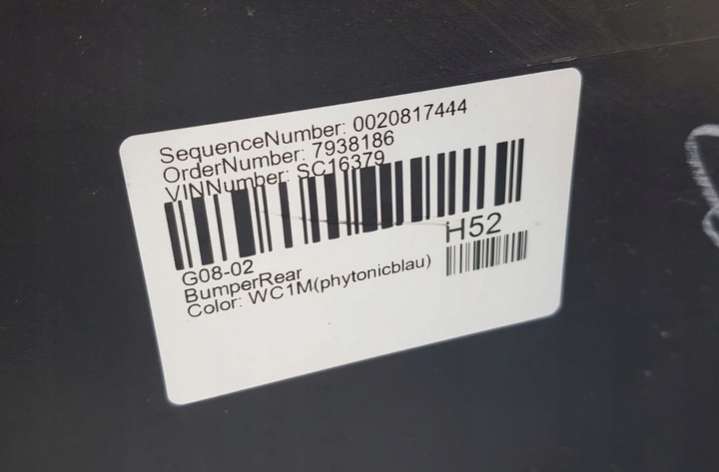 SequenceNumber: 0020817444
OrderNumber: 7938186
VINNumber: SC16379
H52
G08-02
BumperRear
Color: WC1M(phytonicblau)